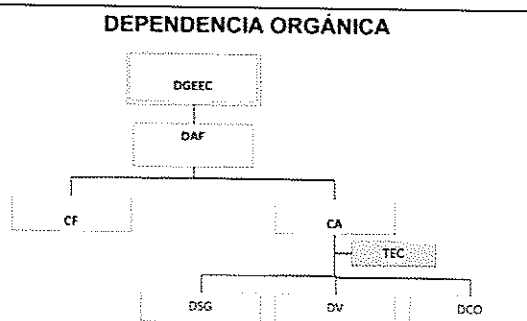 DEPENDENCIA ORGÁNICA
DGEEC
DAF
CF
CA
TEC
DSG
DV
DCO